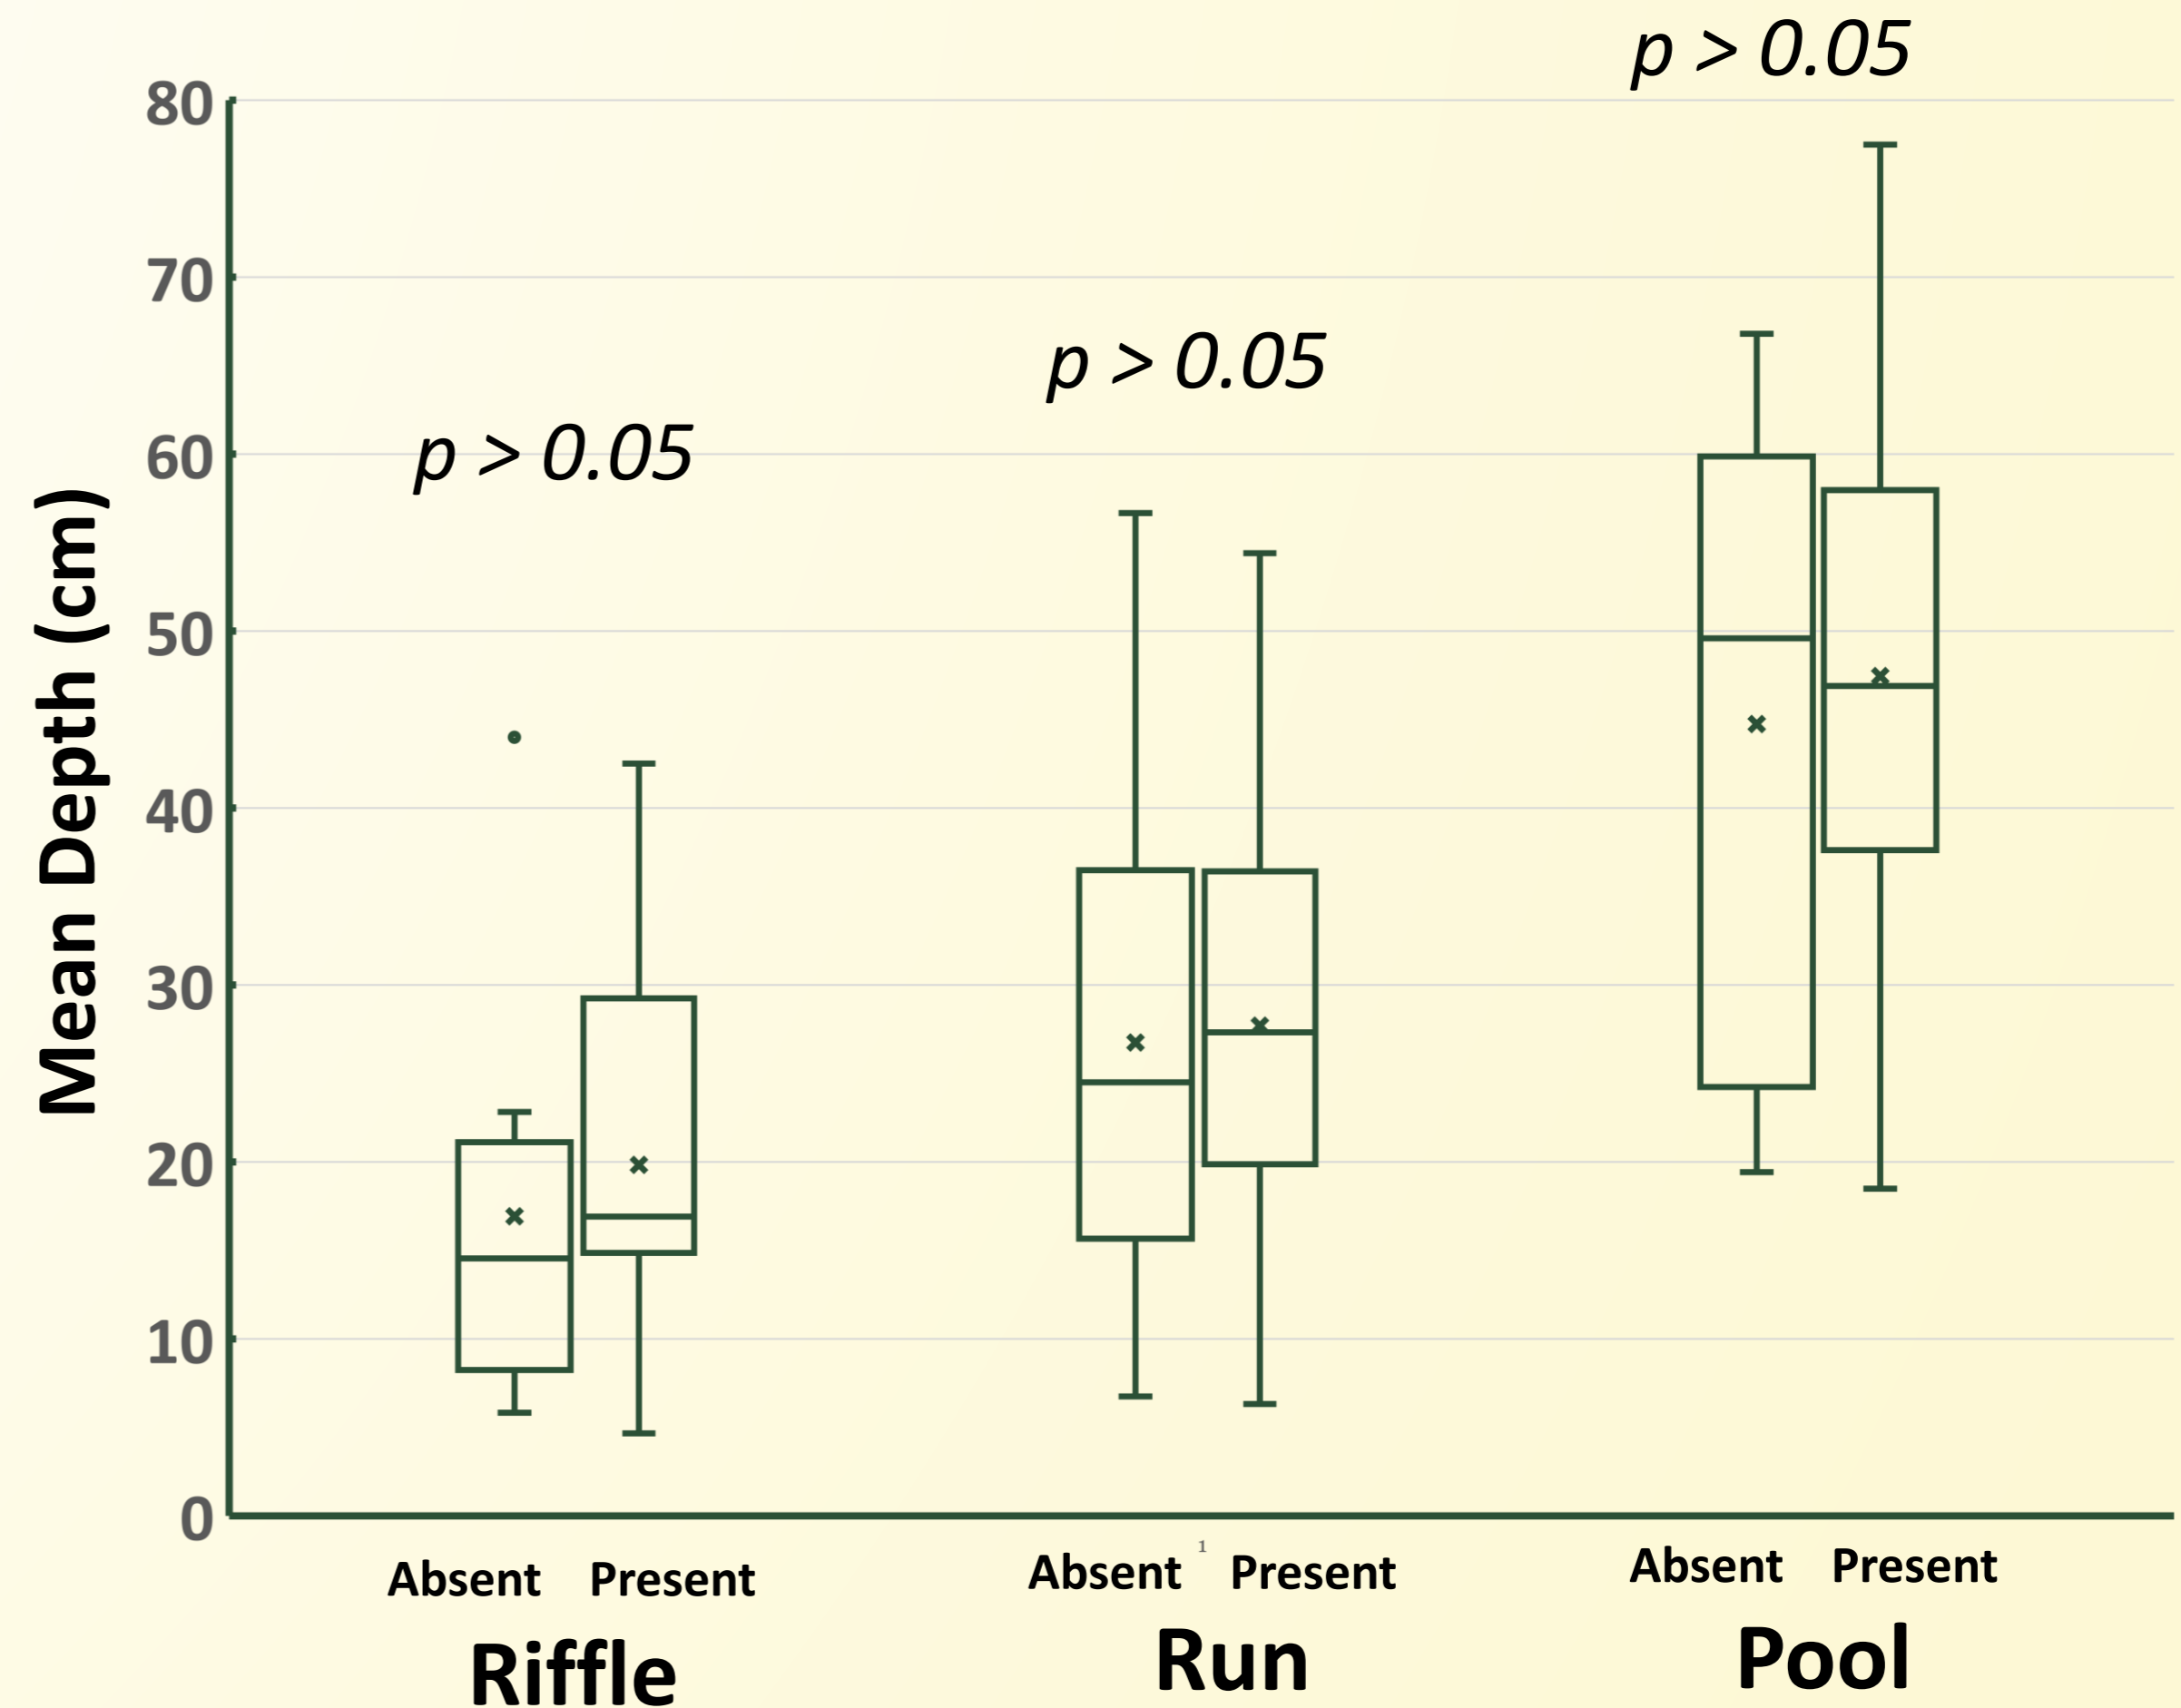 p > 0.05
80
70
p > 0.05
60
p > 0.05
Mean Depth (cm)
50
40
30
20
10
0
1
Absent Present
Absent Present
Absent Present
Riffle
Run
Pool